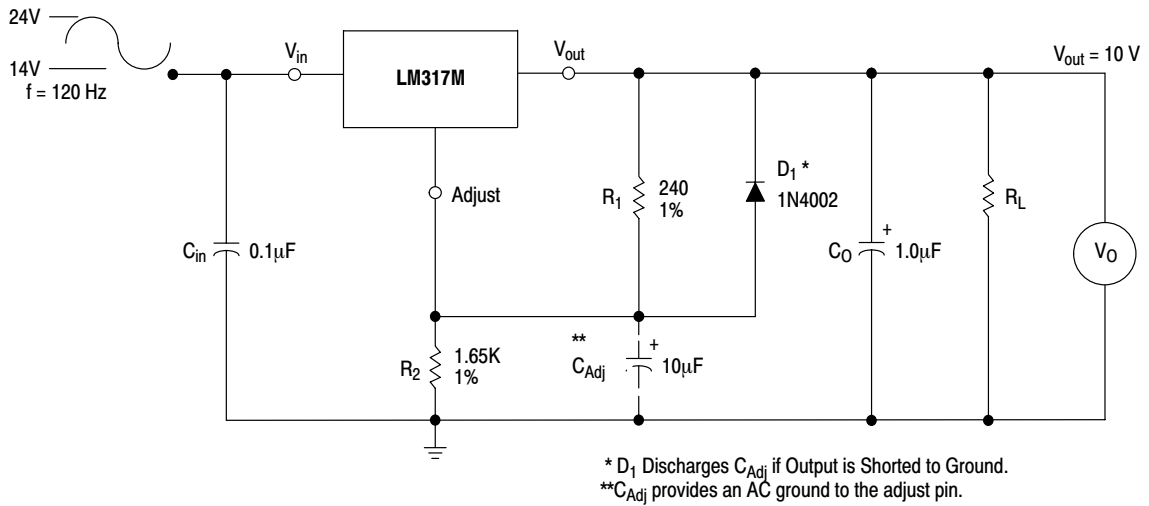 24V
14V
f = 120 Hz
Vin
LM317M
Vout
Vout = 10 V
Adjust
Cin
0.1µF
R1
240
1%
D1 *
1N4002
CO
+
1.0µF
RL
VO
R2
1.65K
1%
**
CAdj
+
10µF
* D1 Discharges CAdj if Output is Shorted to Ground.
**CAdj provides an AC ground to the adjust pin.